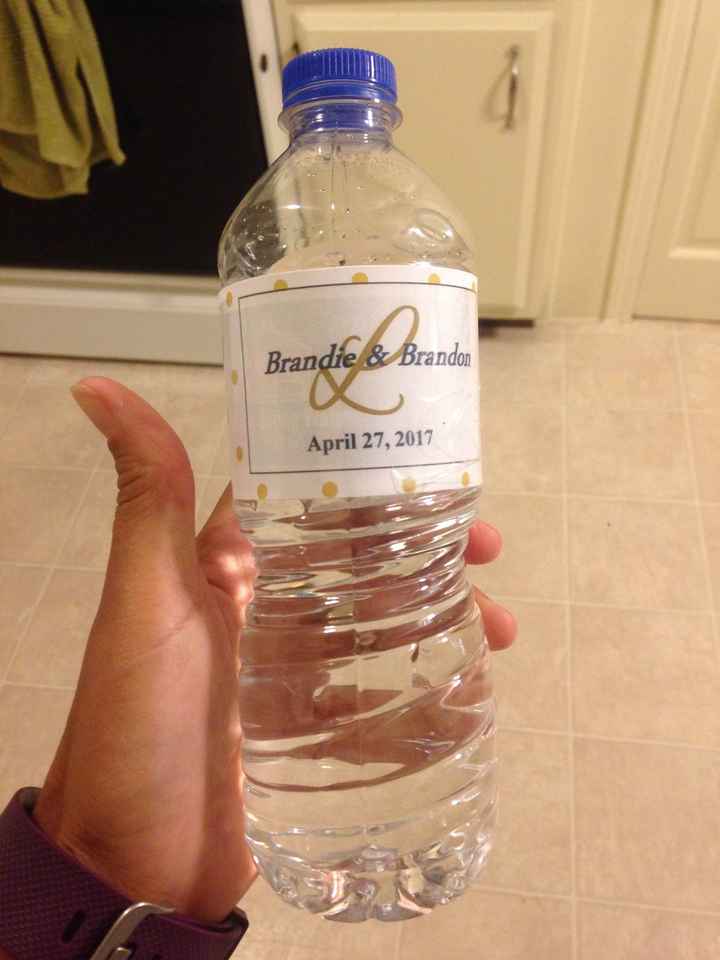 L
Brandie & Brandon
April 27, 2017